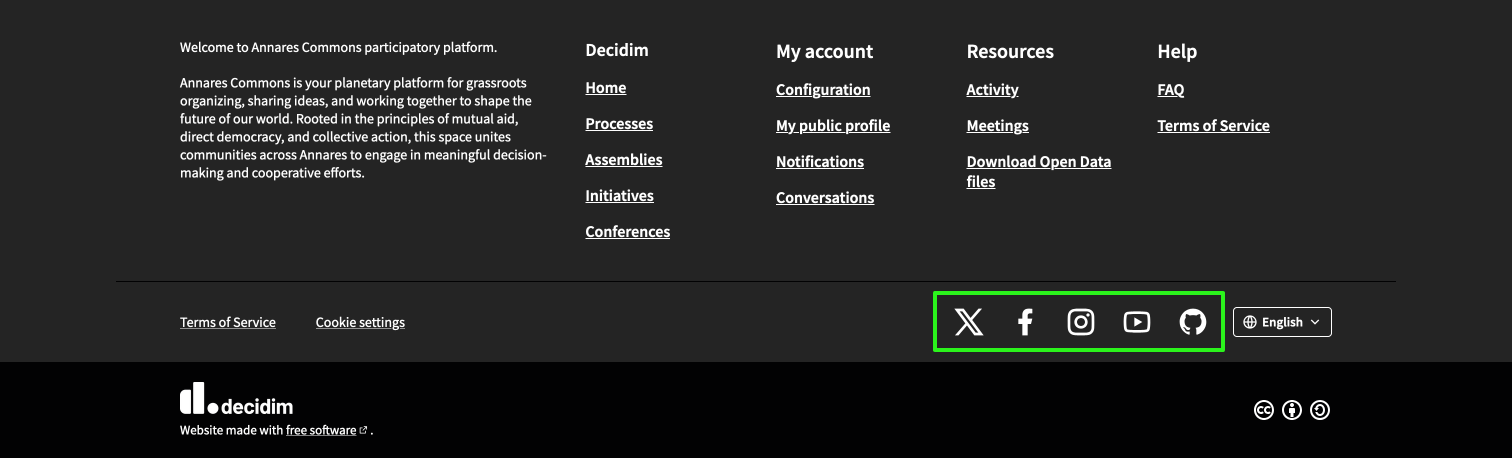 Welcome to Annares Commons participatory platform.
Annares Commons is your planetary platform for grassroots
organizing, sharing ideas, and working together to shape the
future of our world. Rooted in the principles of mutual aid,
direct democracy, and collective action, this space unites
communities across Annares to engage in meaningful decision-
making and cooperative efforts.
Decidim
Home
Processes
Assemblies
Initiatives
Conferences
My account
Configuration
My public profile
Notifications
Conversations
Resources
Activity
Meetings
Download Open Data
files
Help
FAQ
Terms of Service
Terms of Service
Cookie settings
English
decidim
Website made with free software .